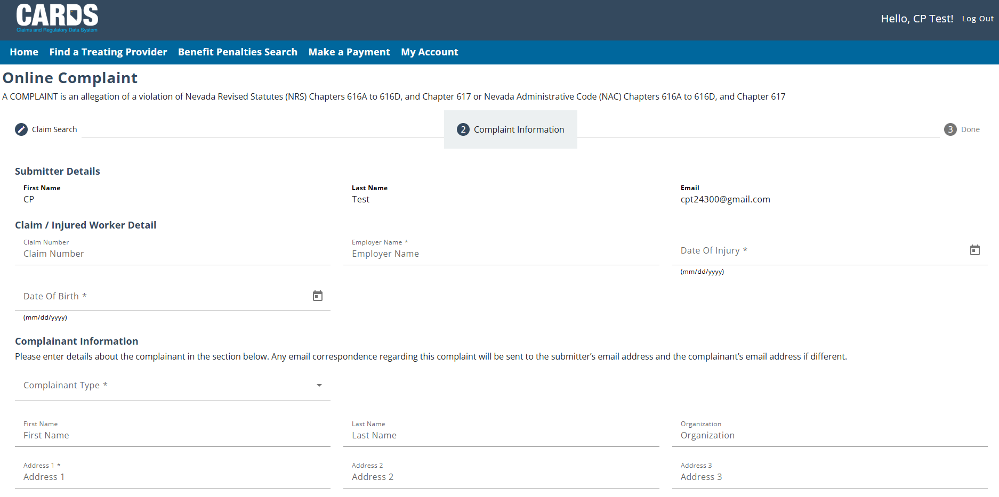 CARDS
Claims and Regulatory Data System
Hello, CP Test! Log Out
Home Find a Treating Provider Benefit Penalties Search Make a Payment My Account
Online Complaint
A COMPLAINT is an allegation of a violation of Nevada Revised Statutes (NRS) Chapters 616A to 616D, and Chapter 617 or Nevada Administrative Code (NAC) Chapters 616A to 616D, and Chapter 617
Claim Search 2 Complaint Information 3 Done
Submitter Details
First Name Last Name Email
CP Test cpt24300@gmail.com
Claim / Injured Worker Detail
Claim Number Employer Name *
Claim Number Employer Name Date Of Injury *
(mm/dd/yyyy)
Date Of Birth *
(mm/dd/yyyy)
Complainant Information
Please enter details about the complainant in the section below. Any email correspondence regarding this complaint will be sent to the submitter’s email address and the complainant’s email address if different.
Complainant Type *
First Name Last Name Organization
First Name Last Name Organization
Address 1 * Address 2 Address 3
Address 1 Address 2 Address 3